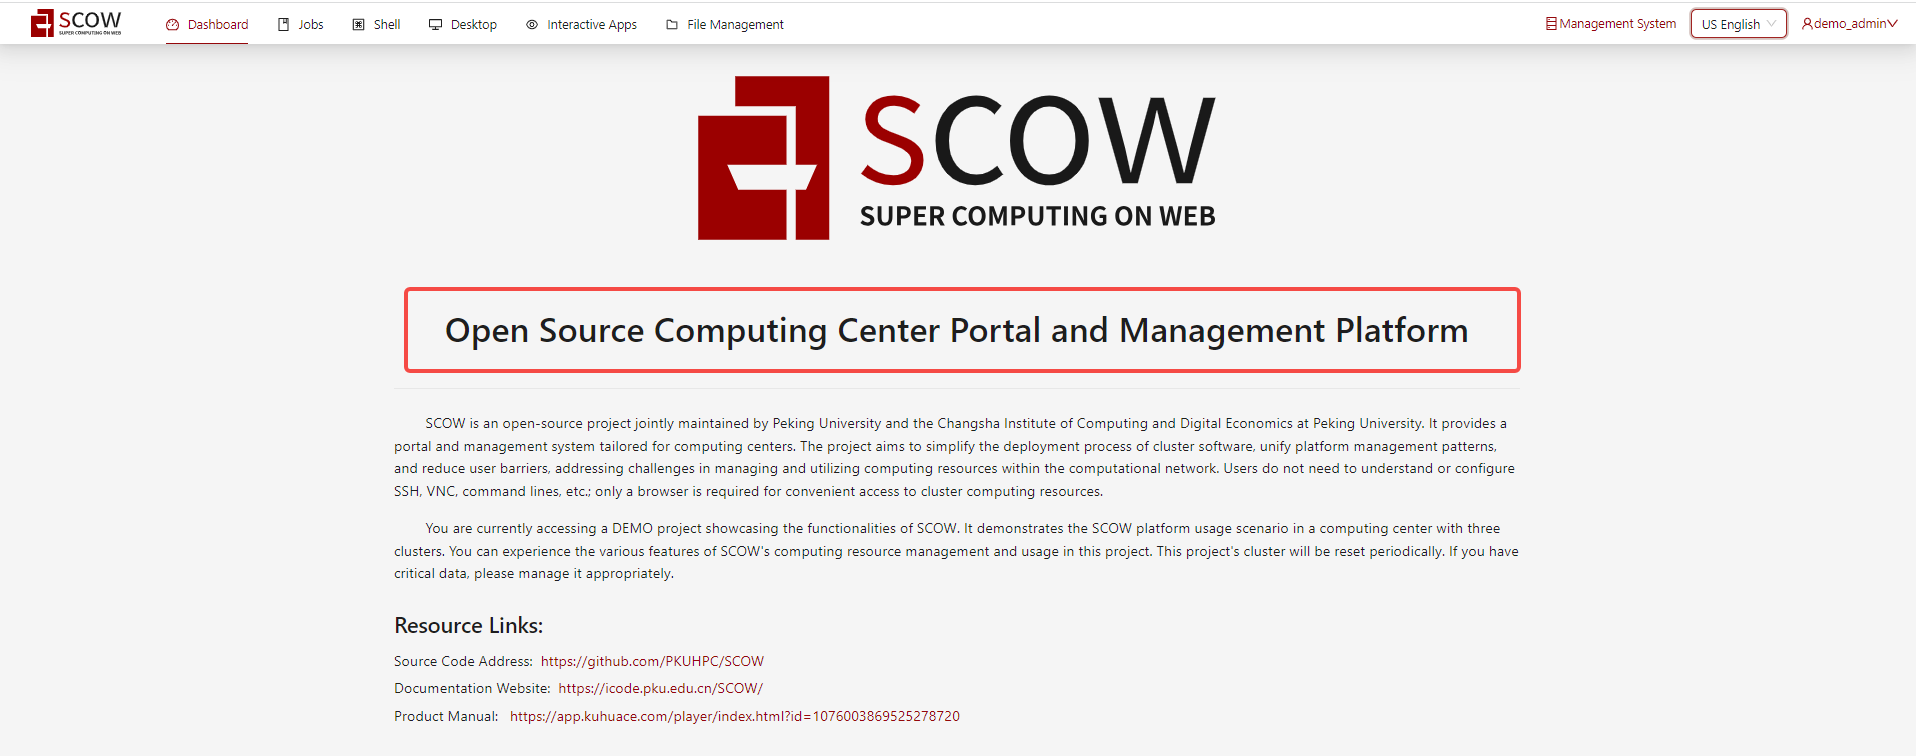 SCOW
SUPER COMPUTING ON WEB
Dashboard
Jobs
Shell
Desktop
Interactive Apps
File Management
Management System
US English
demo_admin
SCOW
SUPER COMPUTING ON WEB
Open Source Computing Center Portal and Management Platform
SCOW is an open-source project jointly maintained by Peking University and the Changsha Institute of Computing and Digital Economics at Peking University. It provides a
portal and management system tailored for computing centers. The project aims to simplify the deployment process of cluster software, unify platform management patterns,
and reduce user barriers, addressing challenges in managing and utilizing computing resources within the computational network. Users do not need to understand or configure
SSH, VNC, command lines, etc.; only a browser is required for convenient access to cluster computing resources.
You are currently accessing a DEMO project showcasing the functionalities of SCOW. It demonstrates the SCOW platform usage scenario in a computing center with three
clusters. You can experience the various features of SCOW's computing resource management and usage in this project. This project's cluster will be reset periodically. If you have
critical data, please manage it appropriately.
Resource Links:
Source Code Address: https://github.com/PKUHPC/SCOW
Documentation Website: https://icode.pku.edu.cn/SCOW/
Product Manual: https://app.kuhuace.com/player/index.html?id=1076003869525278720